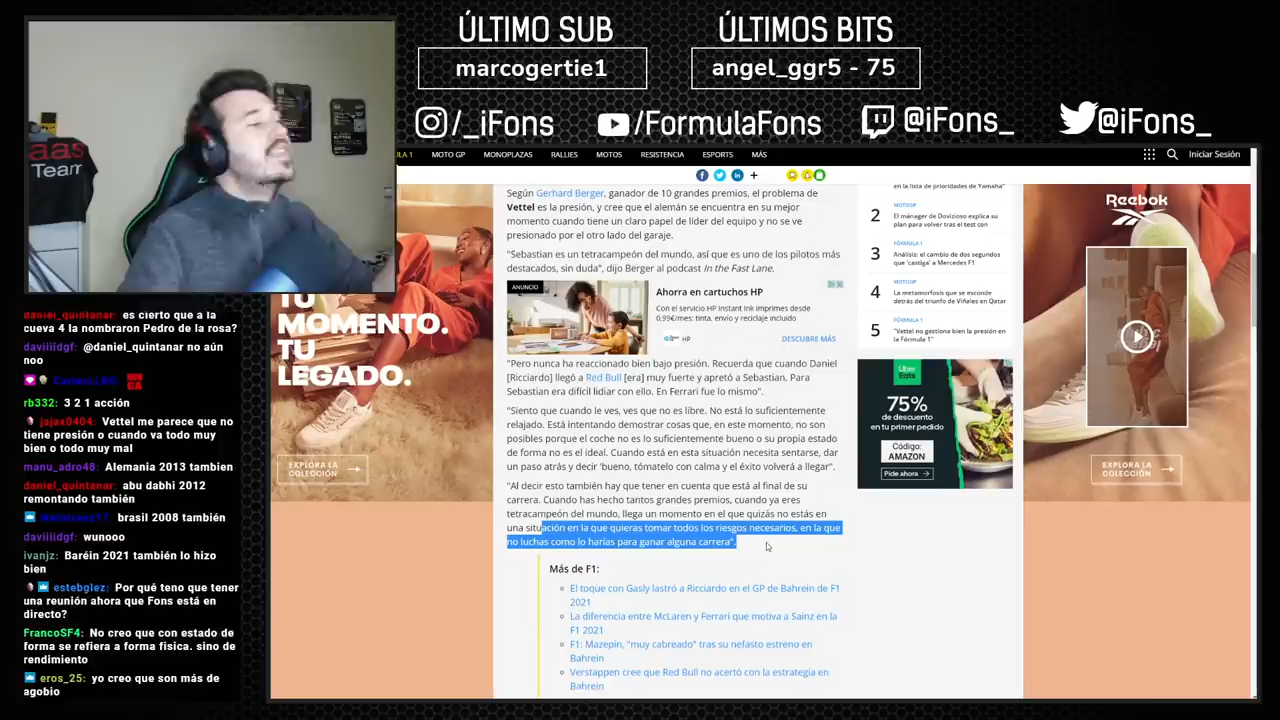 ÚLTIMO SUB
marcogertie1
ÚLTIMOS BITS
angel_ggr5 - 75
/_iFons
/FormulaFons
@iFons_
@iFons_
aas
Team
ULA 1 MOTO GP MONOPLAZAS RALLIES MOTOS RESISTENCIA ESPORTS MÁS
Iniciar Sesión
daniel_quintanar: es cierto que a la
cueva 4 la nombraron Pedro de la rosa?
daviiiidgf: @daniel_quintanar no aún
noo
rb332: 3 2 1 acción
jajax0404: Vettel me parece que no
tiene presión o cuando va todo muy
bien o todo muy mal
manu_adro48: Alemania 2013 tambien
daniel_quintanar: abu dabhi 2012
remontando también
brasil 2008 también
daviiiidgf: wanooo
ivanjz: Baréin 2021 también lo hizo
bien
estebglez: Por qué teno que tener
una reunión ahora que Fons está en
directo?
FrancoSF4: No creo que con estado de
forma se refiere a forma física. sino de
rendimiento
eros_25: yo creo que son más de
agobio
TU
MOMENTO.
TU
LEGADO.
EXPLORA LA
COLECCIÓN
Según Gerhard Berger, ganador de 10 grandes premios, el problema de
Vettel es la presión, y cree que el alemán se encuentra en su mejor
momento cuando tiene un claro papel de líder del equipo y no se ve
presionado por el otro lado del garaje.
"Sebastian es un tetracampeón del mundo, así que es uno de los pilotos más
destacados, sin duda", dijo Berger al podcast In the Fast Lane.
ANUNCIO
Ahorra en cartuchos HP
Con el servicio HP Instant Ink imprimes desde
0,99€/mes: tinta, envío y reciclaje incluido
HP
DESCUBRE MÁS
"Pero nunca ha reaccionado bien bajo presión. Recuerda que cuando Daniel
[Ricciardo] llegó a Red Bull [era] muy fuerte y apretó a Sebastian. Para
Sebastian era difícil lidiar con ello. En Ferrari fue lo mismo".
"Siento que cuando le ves, ves que no es libre. No está lo suficientemente
relajado. Está intentando demostrar cosas que, en este momento, no son
posibles porque el coche no es lo suficientemente bueno o su propia estado
de forma no es el ideal. Cuando está en esta situación necesita sentarse, dar
un paso atrás y decir 'bueno, tómatelo con calma y el éxito volverá a llegar".
"Al decir esto también hay que tener en cuenta que está al final de su
carrera. Cuando has hecho tantos grandes premios, cuando ya eres
tetracampeón del mundo, llega un momento en el que quizás no estás en
una situación en la que quieras tomar todos los riesgos necesarios, en la que
no luchas como lo harías para ganar alguna carrera".
Más de F1:
El toque con Gasly lastró a Ricciardo en el GP de Bahrein de F1
2021
La diferencia entre McLaren y Ferrari que motiva a Sainz en la
F1 2021
F1: Mazepin, "muy cabreado" tras su nefasto estreno en
Bahrein
Verstappen cree que Red Bull no acertó con la estrategia en
Bahrein
en la lista de prioridades de Yamaha"
2
MOTOGP
El mánager de Dovizioso explica su
plan para volver tras el test con
3
FÓRMULA 1
Análisis: el cambio de dos segundos
que 'castiga' a Mercedes F1
4
MOTOGP
La metamorfosis que se esconde
detrás del triunfo de Viñales en Qatar
5
FÓRMULA 1
"Vettel no gestiona bien la presión en
la Fórmula 1"
Uber
Eats
75%
de descuento
en tu primer pedido
Código:
AMAZON
Pide ahora
Reebok
EXPLORA LA
COLECCIÓN